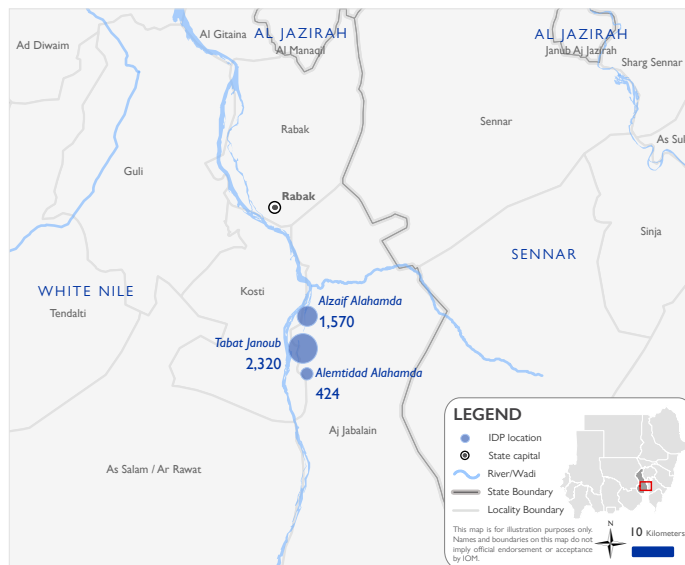 Al Gitaina
AL JAZIRAH
Al Manaqil
AL JAZIRAH
Janub Aj Jazirah
Ad Diwaim
Sharg Sennar
Rabak
Sennar
As Sul
Guli
Rabak
Sinja
SENNAR
WHITE NILE
Kosti
Tendalti
Alzaif Alahamda
1,570
Tabat Janoub
2,320
Alemtidad Alahamda
424
Aj Jabalain
As Salam / Ar Rawat
LEGEND
IDP location
State capital
River/Wadi
State Boundary
Locality Boundary
This map is for illustration purposes only.
Names and boundaries on this map do not
imply official endorsement or acceptance
by IOM.
N
10 Kilometers